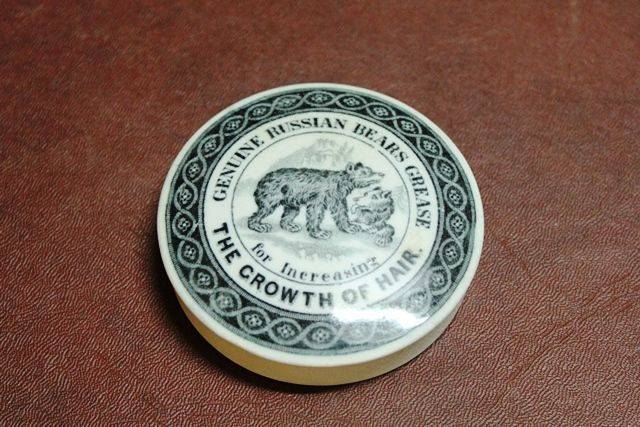 GENUINE RUSSIAN BEARS GREASE
for Increasing
THE GROWTH OF HAIR.